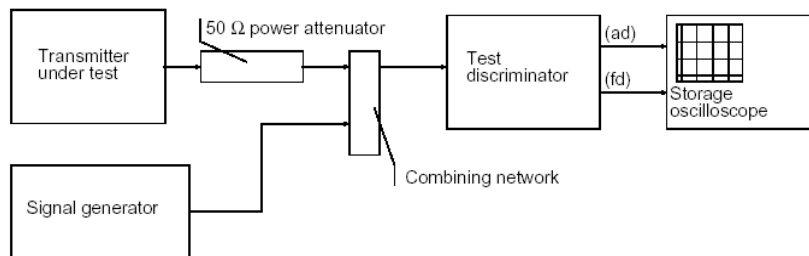 50 Ω power attenuator
Transmitter
under test
Test
discriminator
(ad)
(fd)
Storage
oscilloscope
Combining network
Signal generator